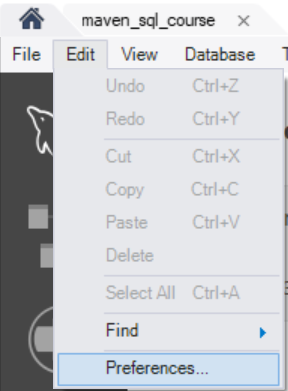 maven_sql_course ×
File Edit View Database
Undo Ctrl+Z
Redo Ctrl+Y
Cut Ctrl+X
Copy Ctrl+C
Paste Ctrl+V
Delete
Select All Ctrl+A
Find
Preferences...